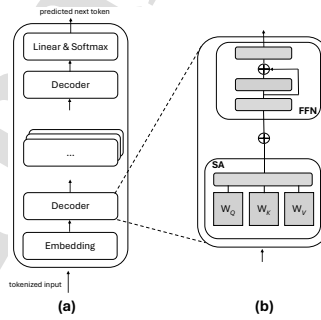 predicted next token
Linear & Softmax
Decoder
...
Decoder
Embedding
tokenized input
(a)
FFN
SA
W_Q W_K W_V
(b)